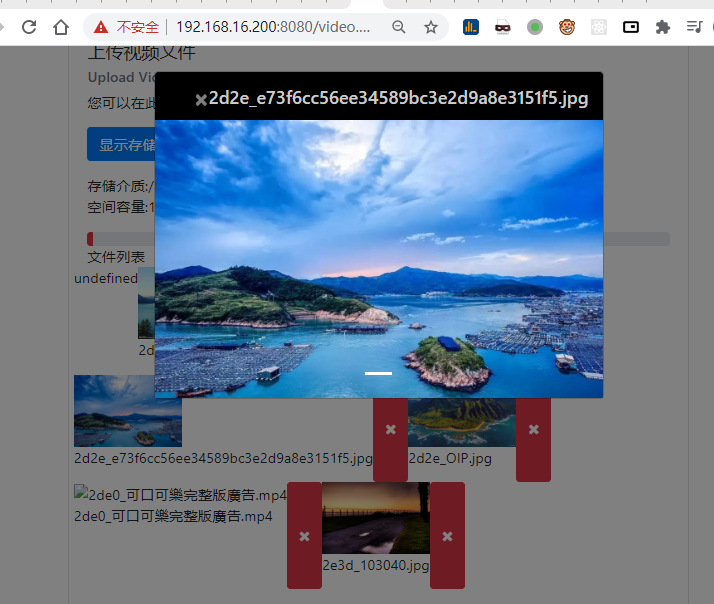 不安全 | 192.168.16.200:8080/video....
上传视频文件
Upload Vi
您可以在此
2d2e_e73f6cc56ee34589bc3e2d9a8e3151f5.jpg
显示存储
存储介质:/
空间容量:1
文件列表
undefined
2d
2d2e_e73f6cc56ee34589bc3e2d9a8e3151f5.jpg
2d2e_OIP.jpg
2de0_可口可樂完整版廣告.mp4
2de0_可口可樂完整版廣告.mp4
2e3d_103040.jpg